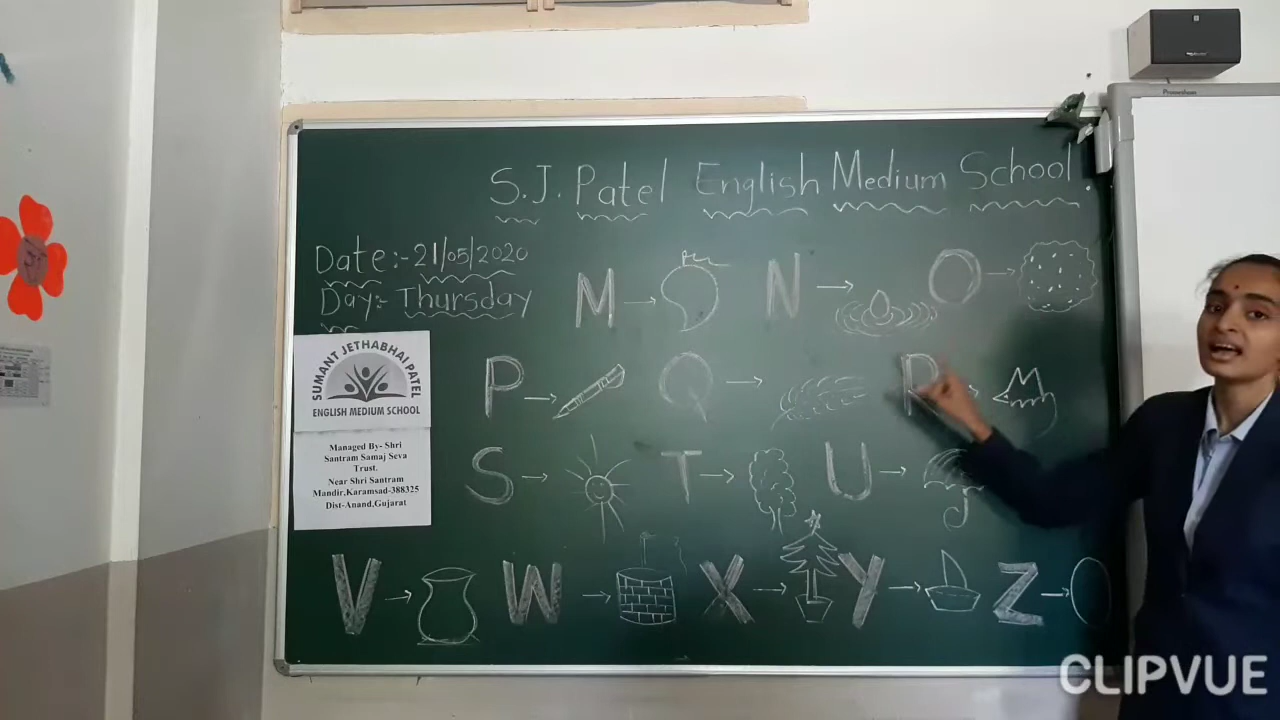 S.J. Patel English Medium School.
Date:-21/05/2020
Day:- Thursday
M → N → O →
P → Q → R →
S → T → U →
V → W → X → Y → Z →
SUMANT JETHABHAI PATEL
ENGLISH MEDIUM SCHOOL
Managed By- Shri
Santram Samaj Seva
Trust.
Near Shri Santram
Mandir,Karamsad-388325
Dist-Anand,Gujarat
Promethean
CLIPVUE